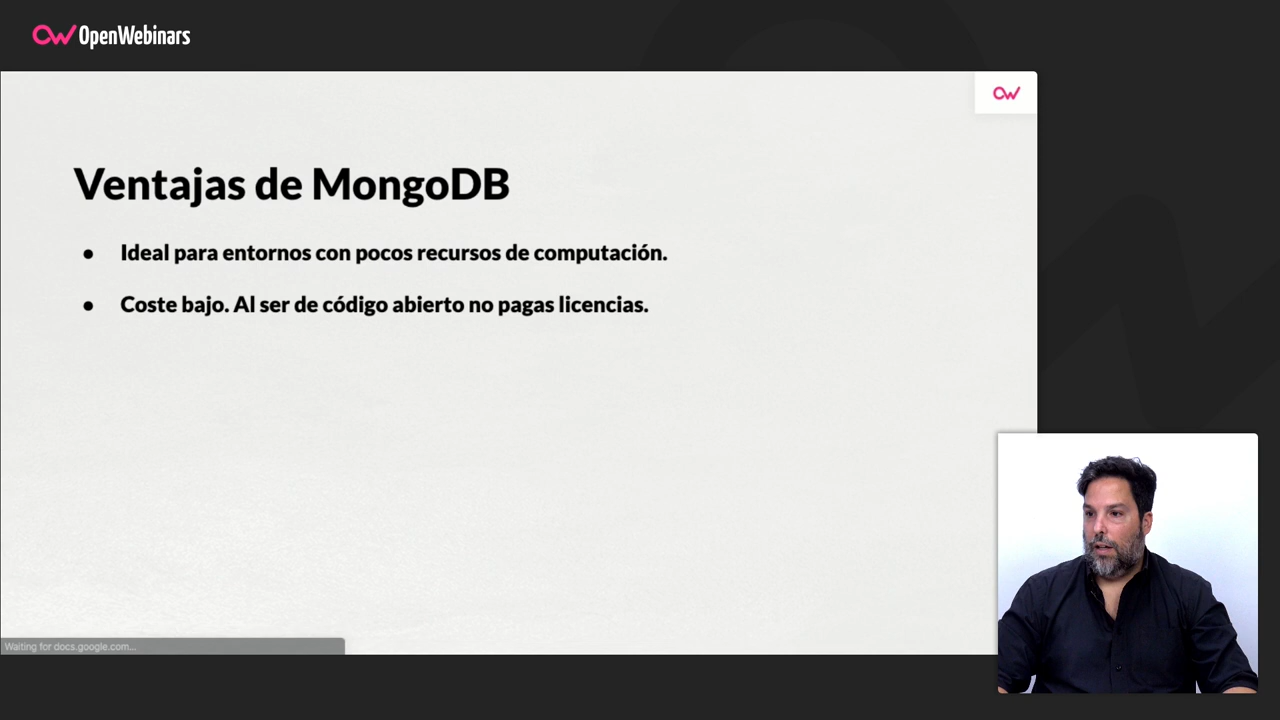 OpenWebinars
Ventajas de MongoDB
● Ideal para entornos con pocos recursos de computación.
● Coste bajo. Al ser de código abierto no pagas licencias.
Waiting for docs.google.com...